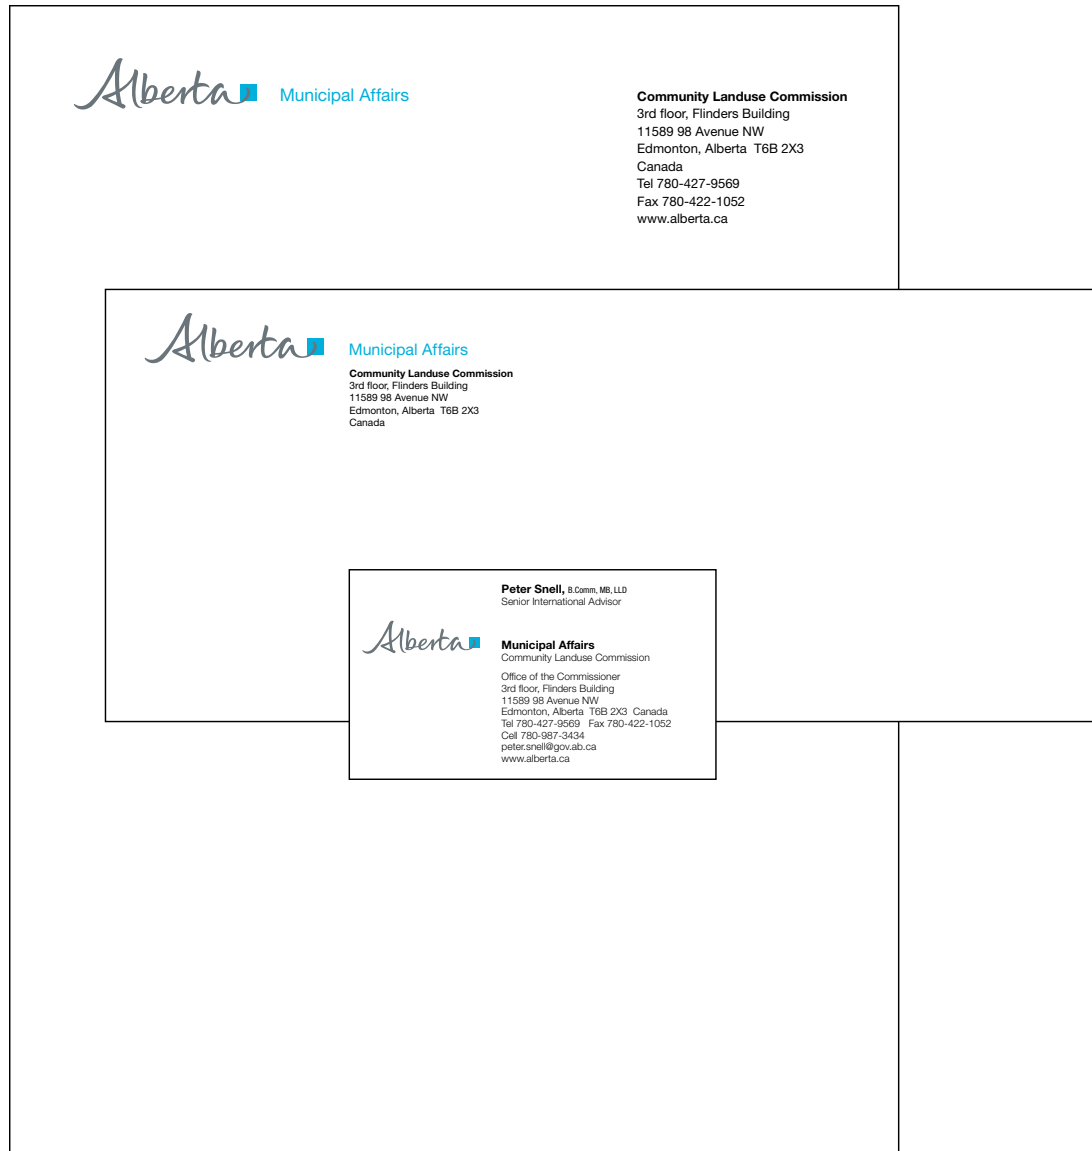 Alberta Municipal Affairs
Community Landuse Commission
3rd floor, Flinders Building
11589 98 Avenue NW
Edmonton, Alberta  T6B 2X3
Canada
Tel 780-427-9569
Fax 780-422-1052
www.alberta.ca
Alberta Municipal Affairs
Community Landuse Commission
3rd floor, Flinders Building
11589 98 Avenue NW
Edmonton, Alberta  T6B 2X3
Canada
Peter Snell, B.Comm, MB, LLD
Senior International Advisor
Alberta
Municipal Affairs
Community Landuse Commission
Office of the Commissioner
3rd floor, Flinders Building
11589 98 Avenue NW
Edmonton, Alberta  T6B 2X3  Canada
Tel 780-427-9569   Fax 780-422-1052
Cell 780-987-3434
peter.snell@gov.ab.ca
www.alberta.ca